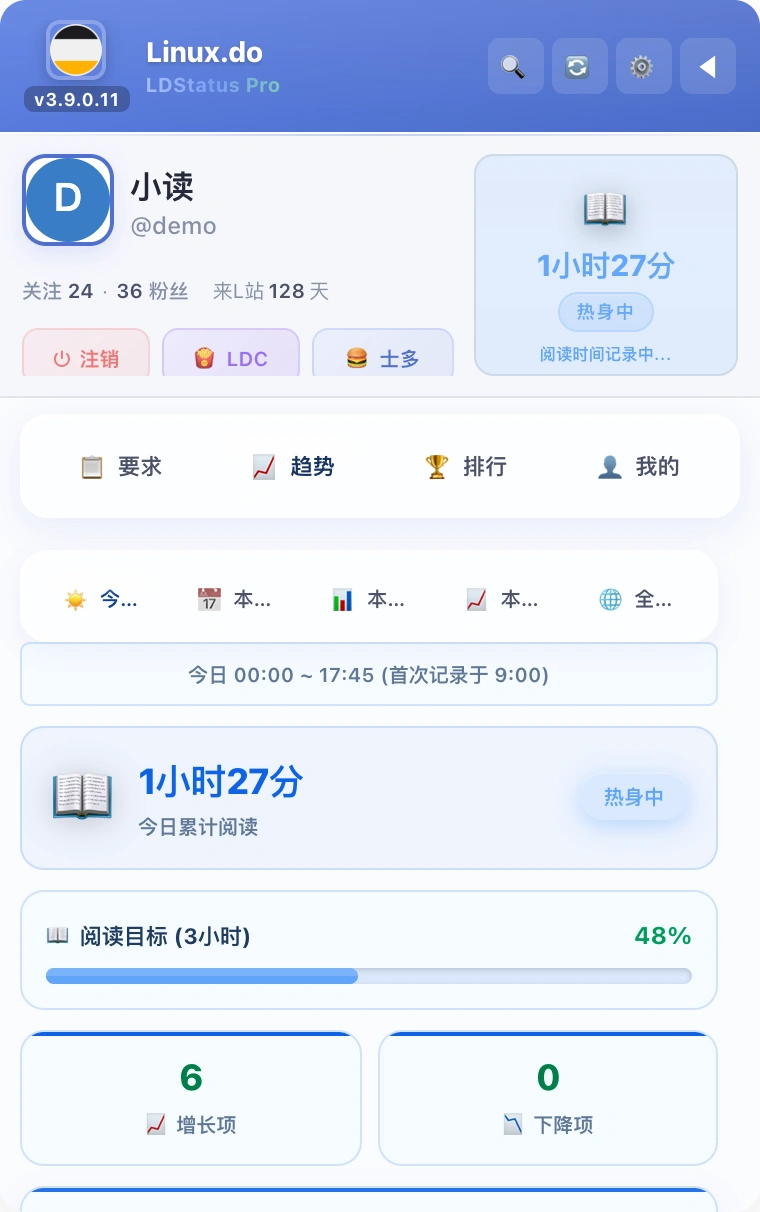 Linux.do
LDStatus Pro
v3.9.0.11
D
小读
@demo
关注 24 · 36 粉丝 来L站 128 天
注销
LDC
士多
1小时27分
热身中
阅读时间记录中...
要求
趋势
排行
我的
今...
17
本...
本...
本...
全...
今日 00:00 ~ 17:45 (首次记录于 9:00)
1小时27分
今日累计阅读
热身中
阅读目标 (3小时)
48%
6
增长项
0
下降项